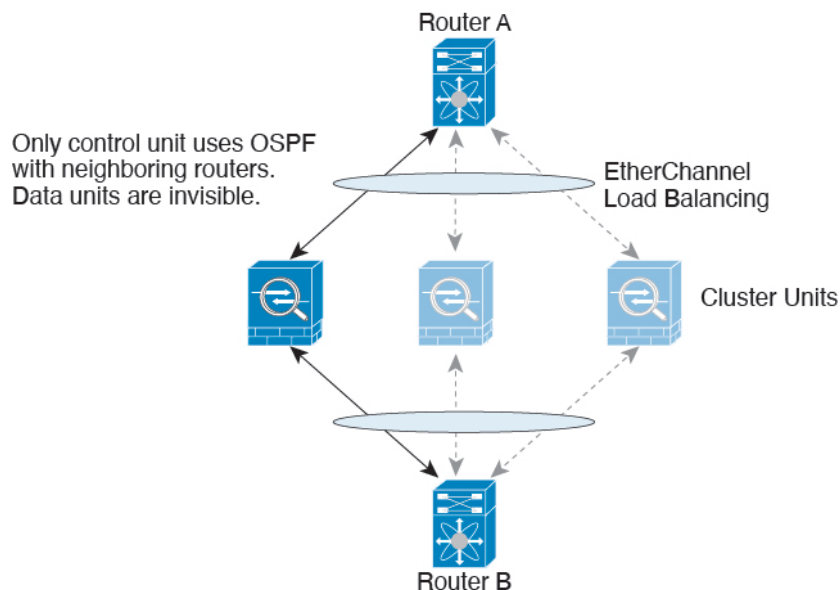 Router A
Only control unit uses OSPF
with neighboring routers.
Data units are invisible.
EtherChannel
Load Balancing
Cluster Units
Router B